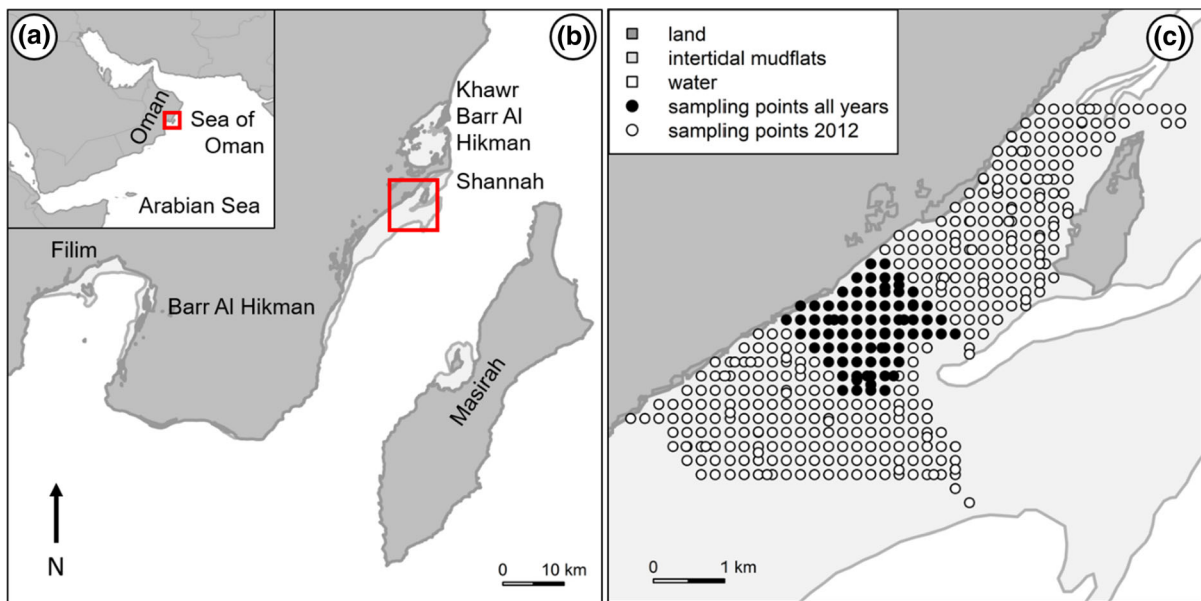 (a)
Oman
Sea of
Oman
Arabian Sea
(b)
Khawr
Barr Al
Hikman
Shannah
Filim
Barr Al Hikman
Masirah
N
0 10 km
(c)
land
intertidal mudflats
water
sampling points all years
sampling points 2012
0 1 km